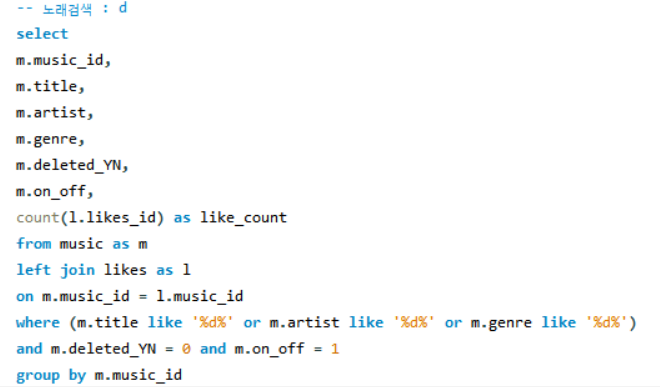 -- 노래검색 : d
select
m.music_id,
m.title,
m.artist,
m.genre,
m.deleted_YN,
m.on_off,
count(l.likes_id) as like_count
from music as m
left join likes as l
on m.music_id = l.music_id
where (m.title like '%d%' or m.artist like '%d%' or m.genre like '%d%')
and m.deleted_YN = 0 and m.on_off = 1
group by m.music_id